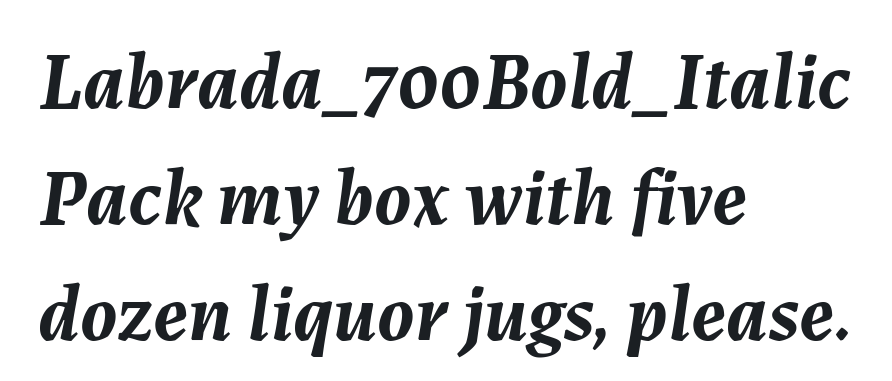 Labrada_700Bold_Italic
Pack my box with five
dozen liquor jugs, please.